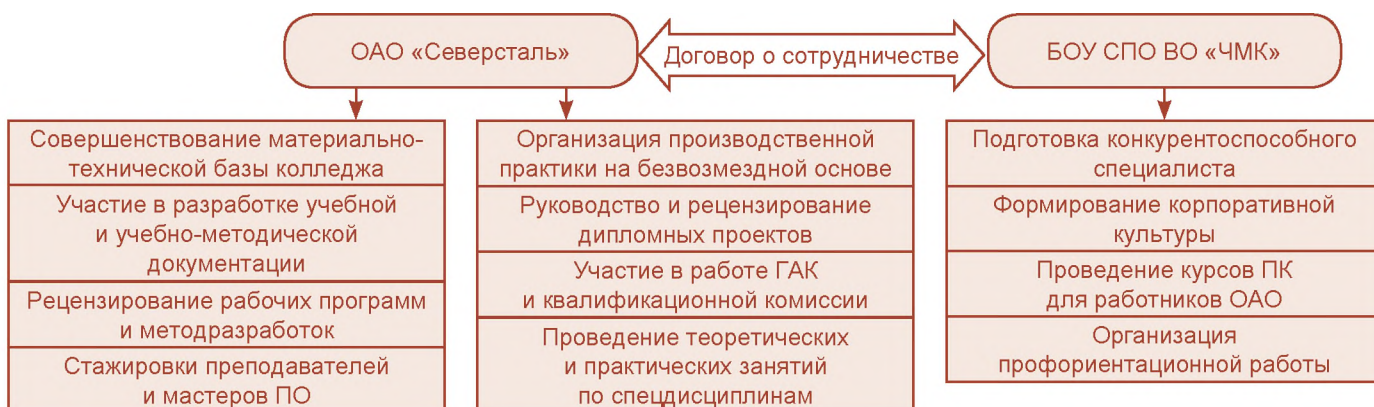 ОАО «Северсталь»
Договор о сотрудничестве
БОУ СПО ВО «ЧМК»
Совершенствование материально-
технической базы колледжа
Участие в разработке учебной
и учебно-методической
документации
Рецензирование рабочих программ
и методразработок
Стажировки преподавателей
и мастеров ПО
Организация производственной
практики на безвозмездной основе
Руководство и рецензирование
дипломных проектов
Участие в работе ГАК
и квалификационной комиссии
Проведение теоретических
и практических занятий
по спецдисциплинам
Подготовка конкурентоспособного
специалиста
Формирование корпоративной
культуры
Проведение курсов ПК
для работников ОАО
Организация
профориентационной работы